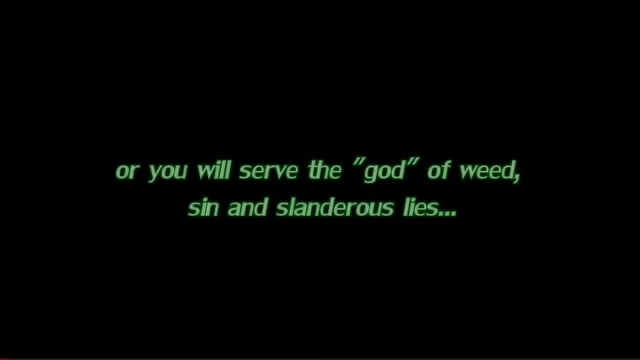 or you will serve the "god" of weed,
sin and slanderous lies...